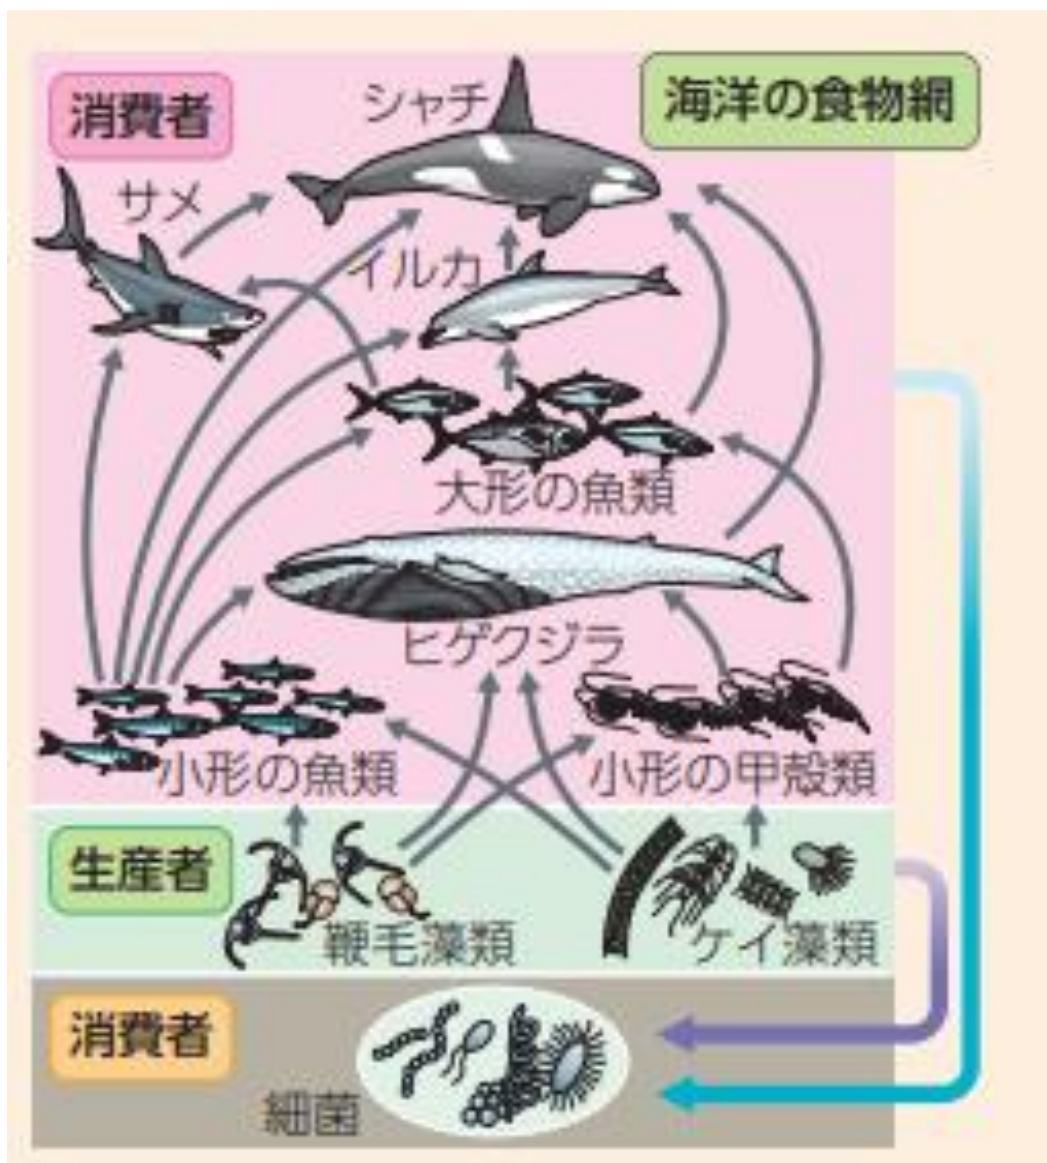 消費者
シャチ
海洋の食物網
サメ
イルカ
大形の魚類
ヒゲクジラ
小形の魚類
小形の甲殻類
生産者
鞭毛藻類
ケイ藻類
消費者
細菌